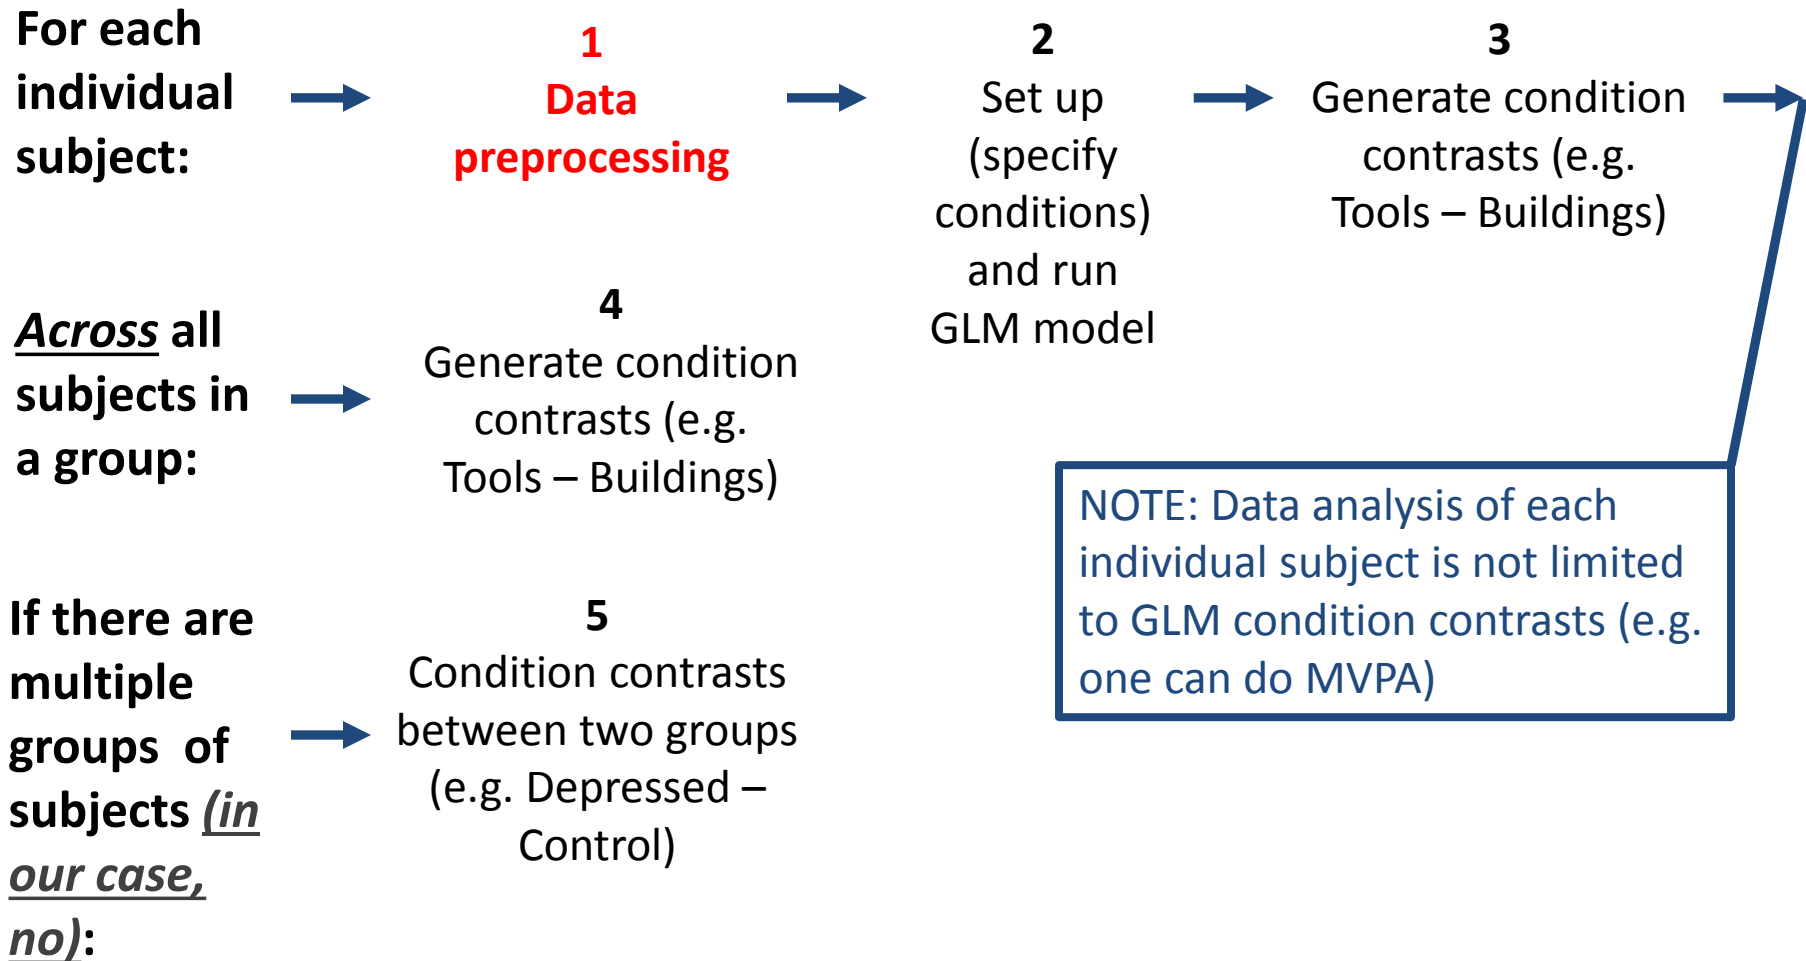 For each
individual
subject:
1
Data
preprocessing
2
Set up
(specify
conditions)
and run
GLM model
3
Generate condition
contrasts (e.g.
Tools – Buildings)
Across all
subjects in
a group:
4
Generate condition
contrasts (e.g.
Tools – Buildings)
NOTE: Data analysis of each
individual subject is not limited
to GLM condition contrasts (e.g.
one can do MVPA)
If there are
multiple
groups  of
subjects (in
our case,
no):
5
Condition contrasts
between two groups
(e.g. Depressed –
Control)